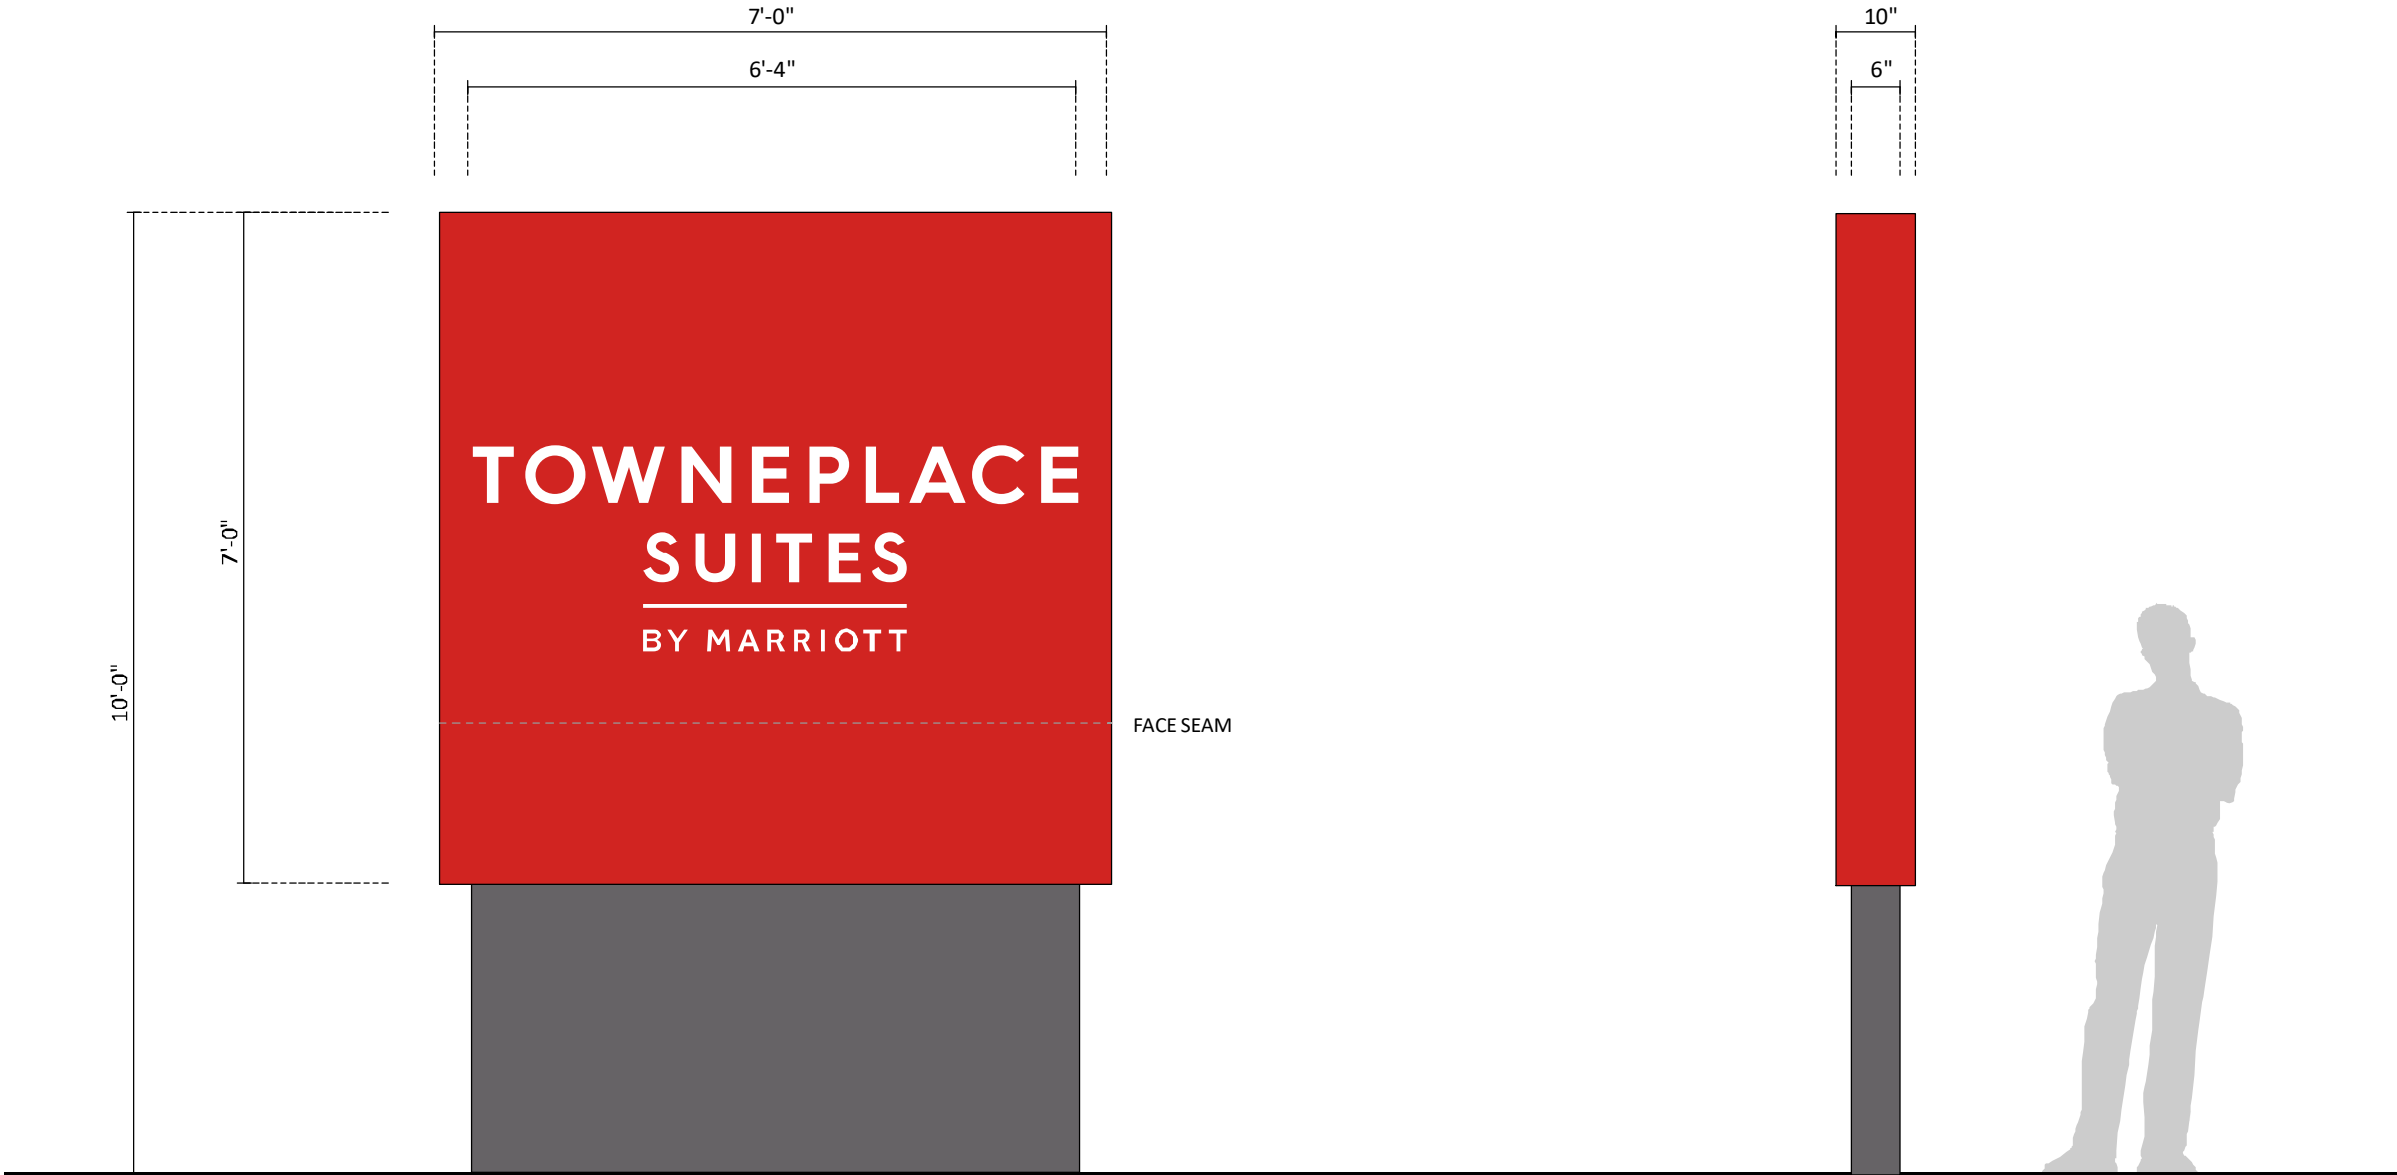 7'-0"
10"
6'-4"
6"
TOWNEPLACE
SUITES
BY MARRIOTT
7'-0"
10'-0"
FACE SEAM